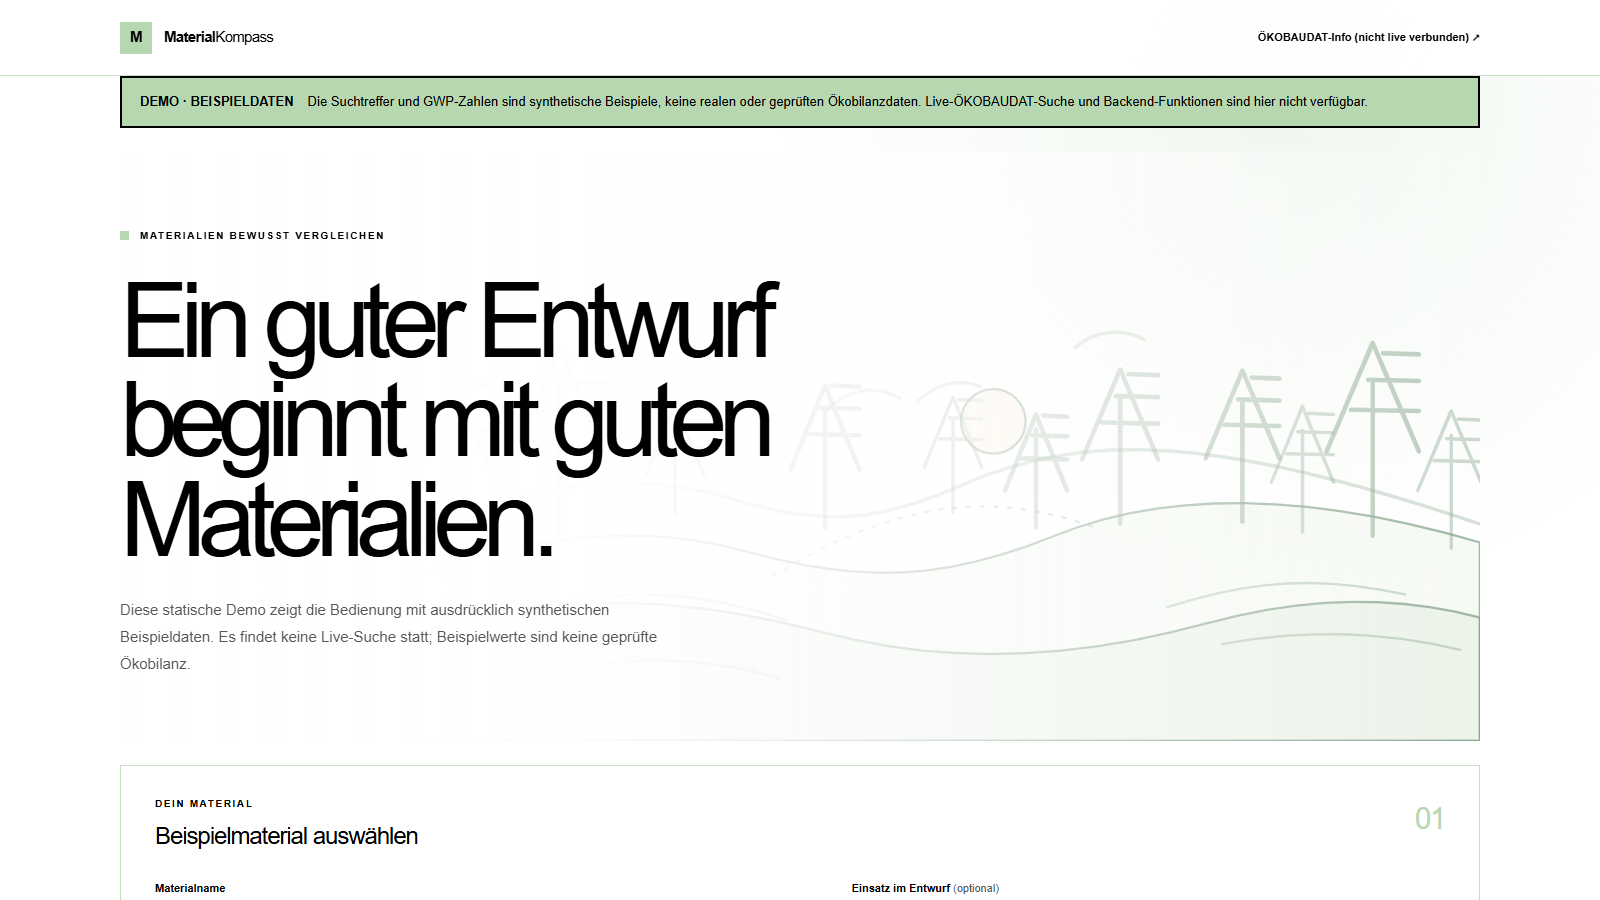 M MaterialKompass
ÖKOBAUDAT-Info (nicht live verbunden) ↗
DEMO · BEISPIELDATEN Die Suchtreffer und GWP-Zahlen sind synthetische Beispiele, keine realen oder geprüften Ökobilanzdaten. Live-ÖKOBAUDAT-Suche und Backend-Funktionen sind hier nicht verfügbar.
MATERIALIEN BEWUSST VERGLEICHEN
Ein guter Entwurf
beginnt mit guten
Materialien.
Diese statische Demo zeigt die Bedienung mit ausdrücklich synthetischen
Beispieldaten. Es findet keine Live-Suche statt; Beispielwerte sind keine geprüfte
Ökobilanz.
DEIN MATERIAL
Beispielmaterial auswählen
01
Materialname
Einsatz im Entwurf (optional)